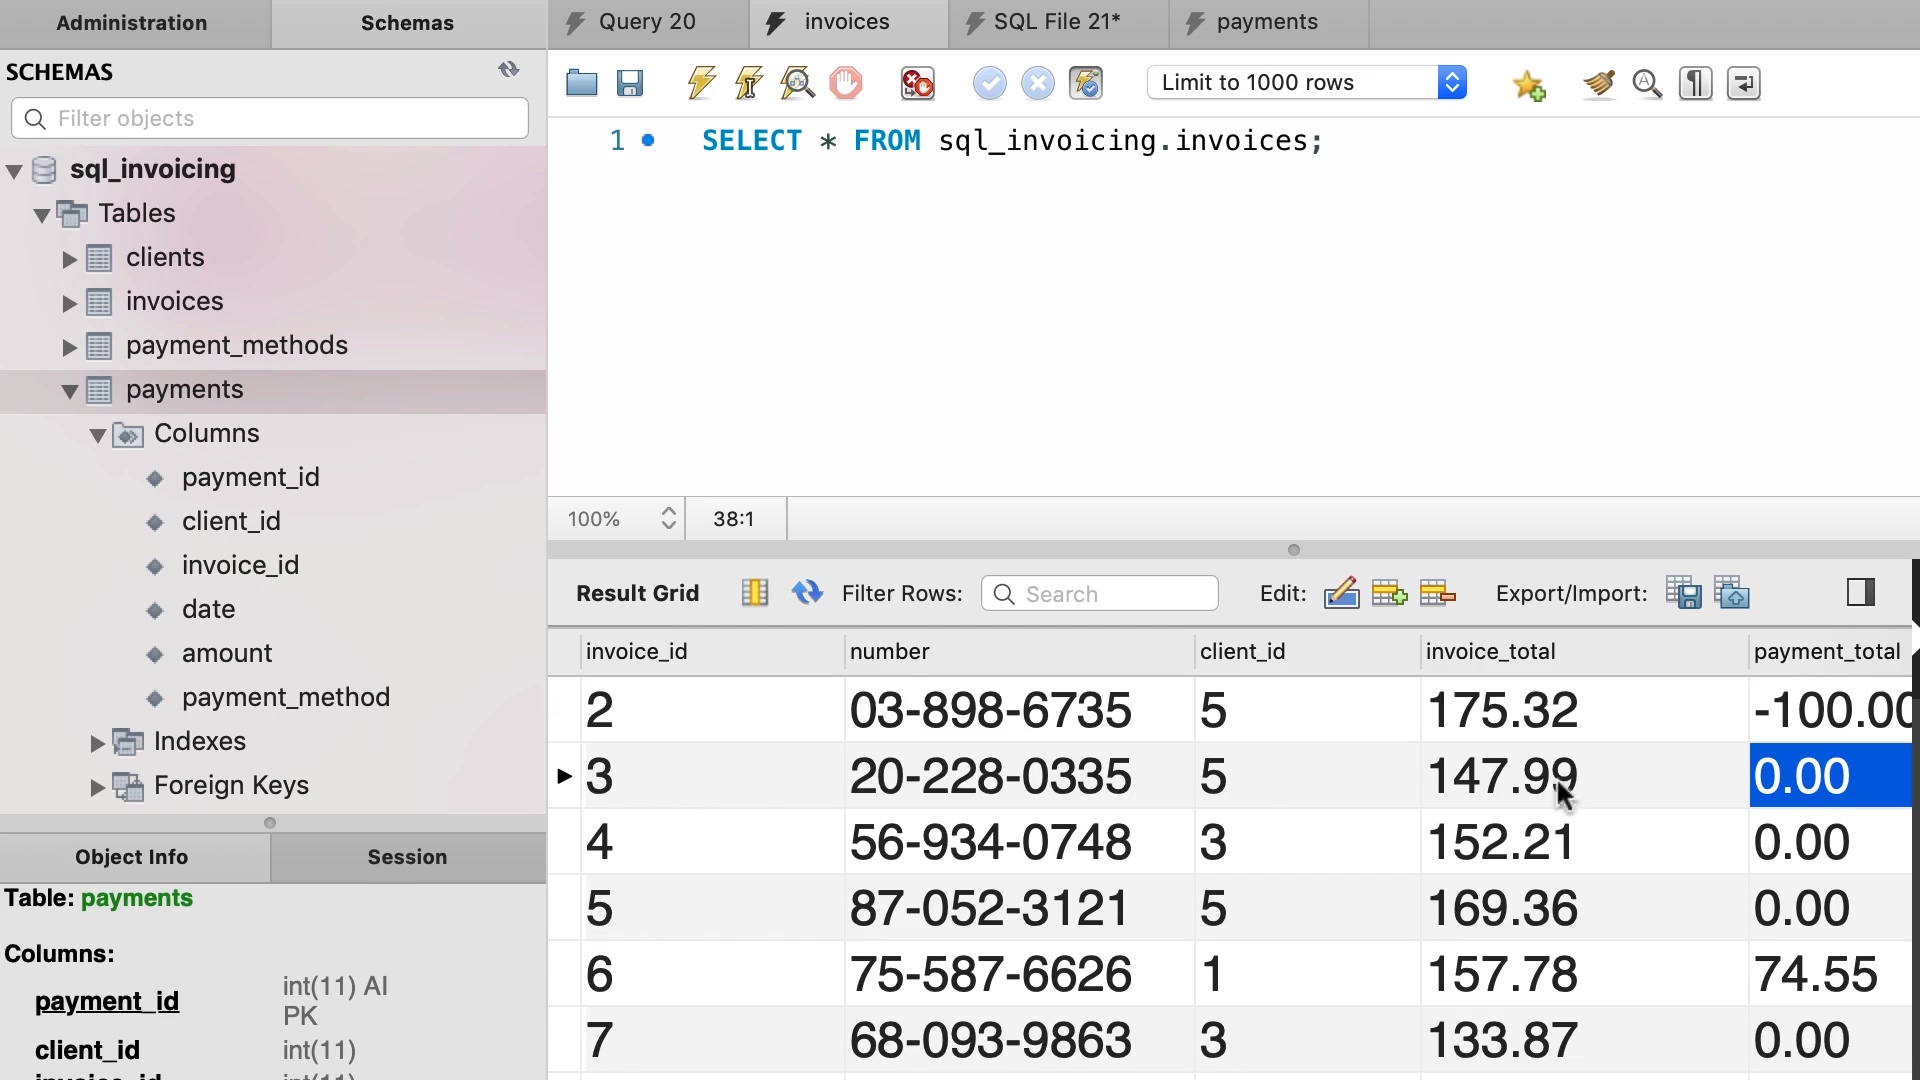 Administration
Schemas
SCHEMAS
Filter objects
sql_invoicing
Tables
clients
invoices
payment_methods
payments
Columns
payment_id
client_id
invoice_id
date
amount
payment_method
Indexes
Foreign Keys
Object Info
Session
Table: payments
Columns:
payment_id int(11) AI
PK
client_id int(11)
Query 20
invoices
SQL File 21*
payments
Limit to 1000 rows
1 SELECT * FROM sql_invoicing.invoices;
100% 38:1
Result Grid Filter Rows: Search Edit: Export/Import:
invoice_id number client_id invoice_total payment_total
2 03-898-6735 5 175.32 -100.00
3 20-228-0335 5 147.99 0.00
4 56-934-0748 3 152.21 0.00
5 87-052-3121 5 169.36 0.00
6 75-587-6626 1 157.78 74.55
7 68-093-9863 3 133.87 0.00